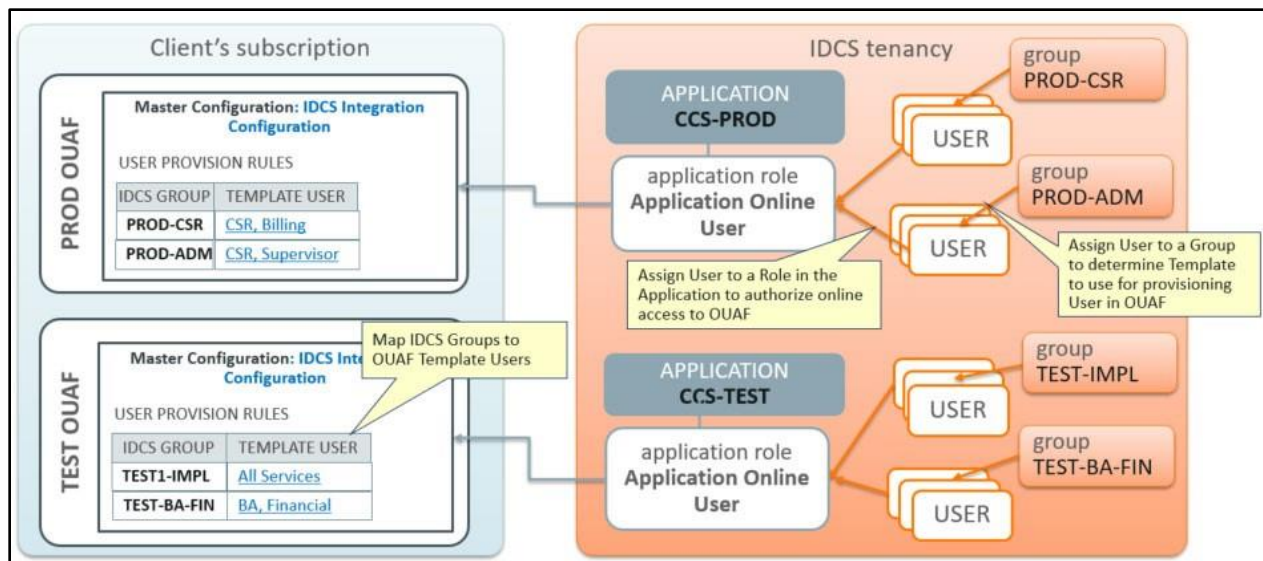 Client's subscription
PROD OUAF
Master Configuration: IDCS Integration
Configuration
USER PROVISION RULES
IDCS GROUP TEMPLATE USER
PROD-CSR CSR, Billing
PROD-ADM CSR, Supervisor
TEST OUAF
Master Configuration: IDCS Inte
Configuration
Map IDCS Groups to
OUAF Template Users
USER PROVISION RULES
IDCS GROUP TEMPLATE USER
TEST1-IMPL All Services
TEST-BA-FIN BA, Financial
IDCS tenancy
APPLICATION
CCS-PROD
application role
Application Online
User
USER
USER
group
PROD-CSR
group
PROD-ADM
Assign User to a Role in the
Application to authorize online
access to OUAF
Assign User to a Group
to determine Template
to use for provisioning
User in OUAF
APPLICATION
CCS-TEST
application role
Application Online
User
USER
USER
group
TEST-IMPL
group
TEST-BA-FIN